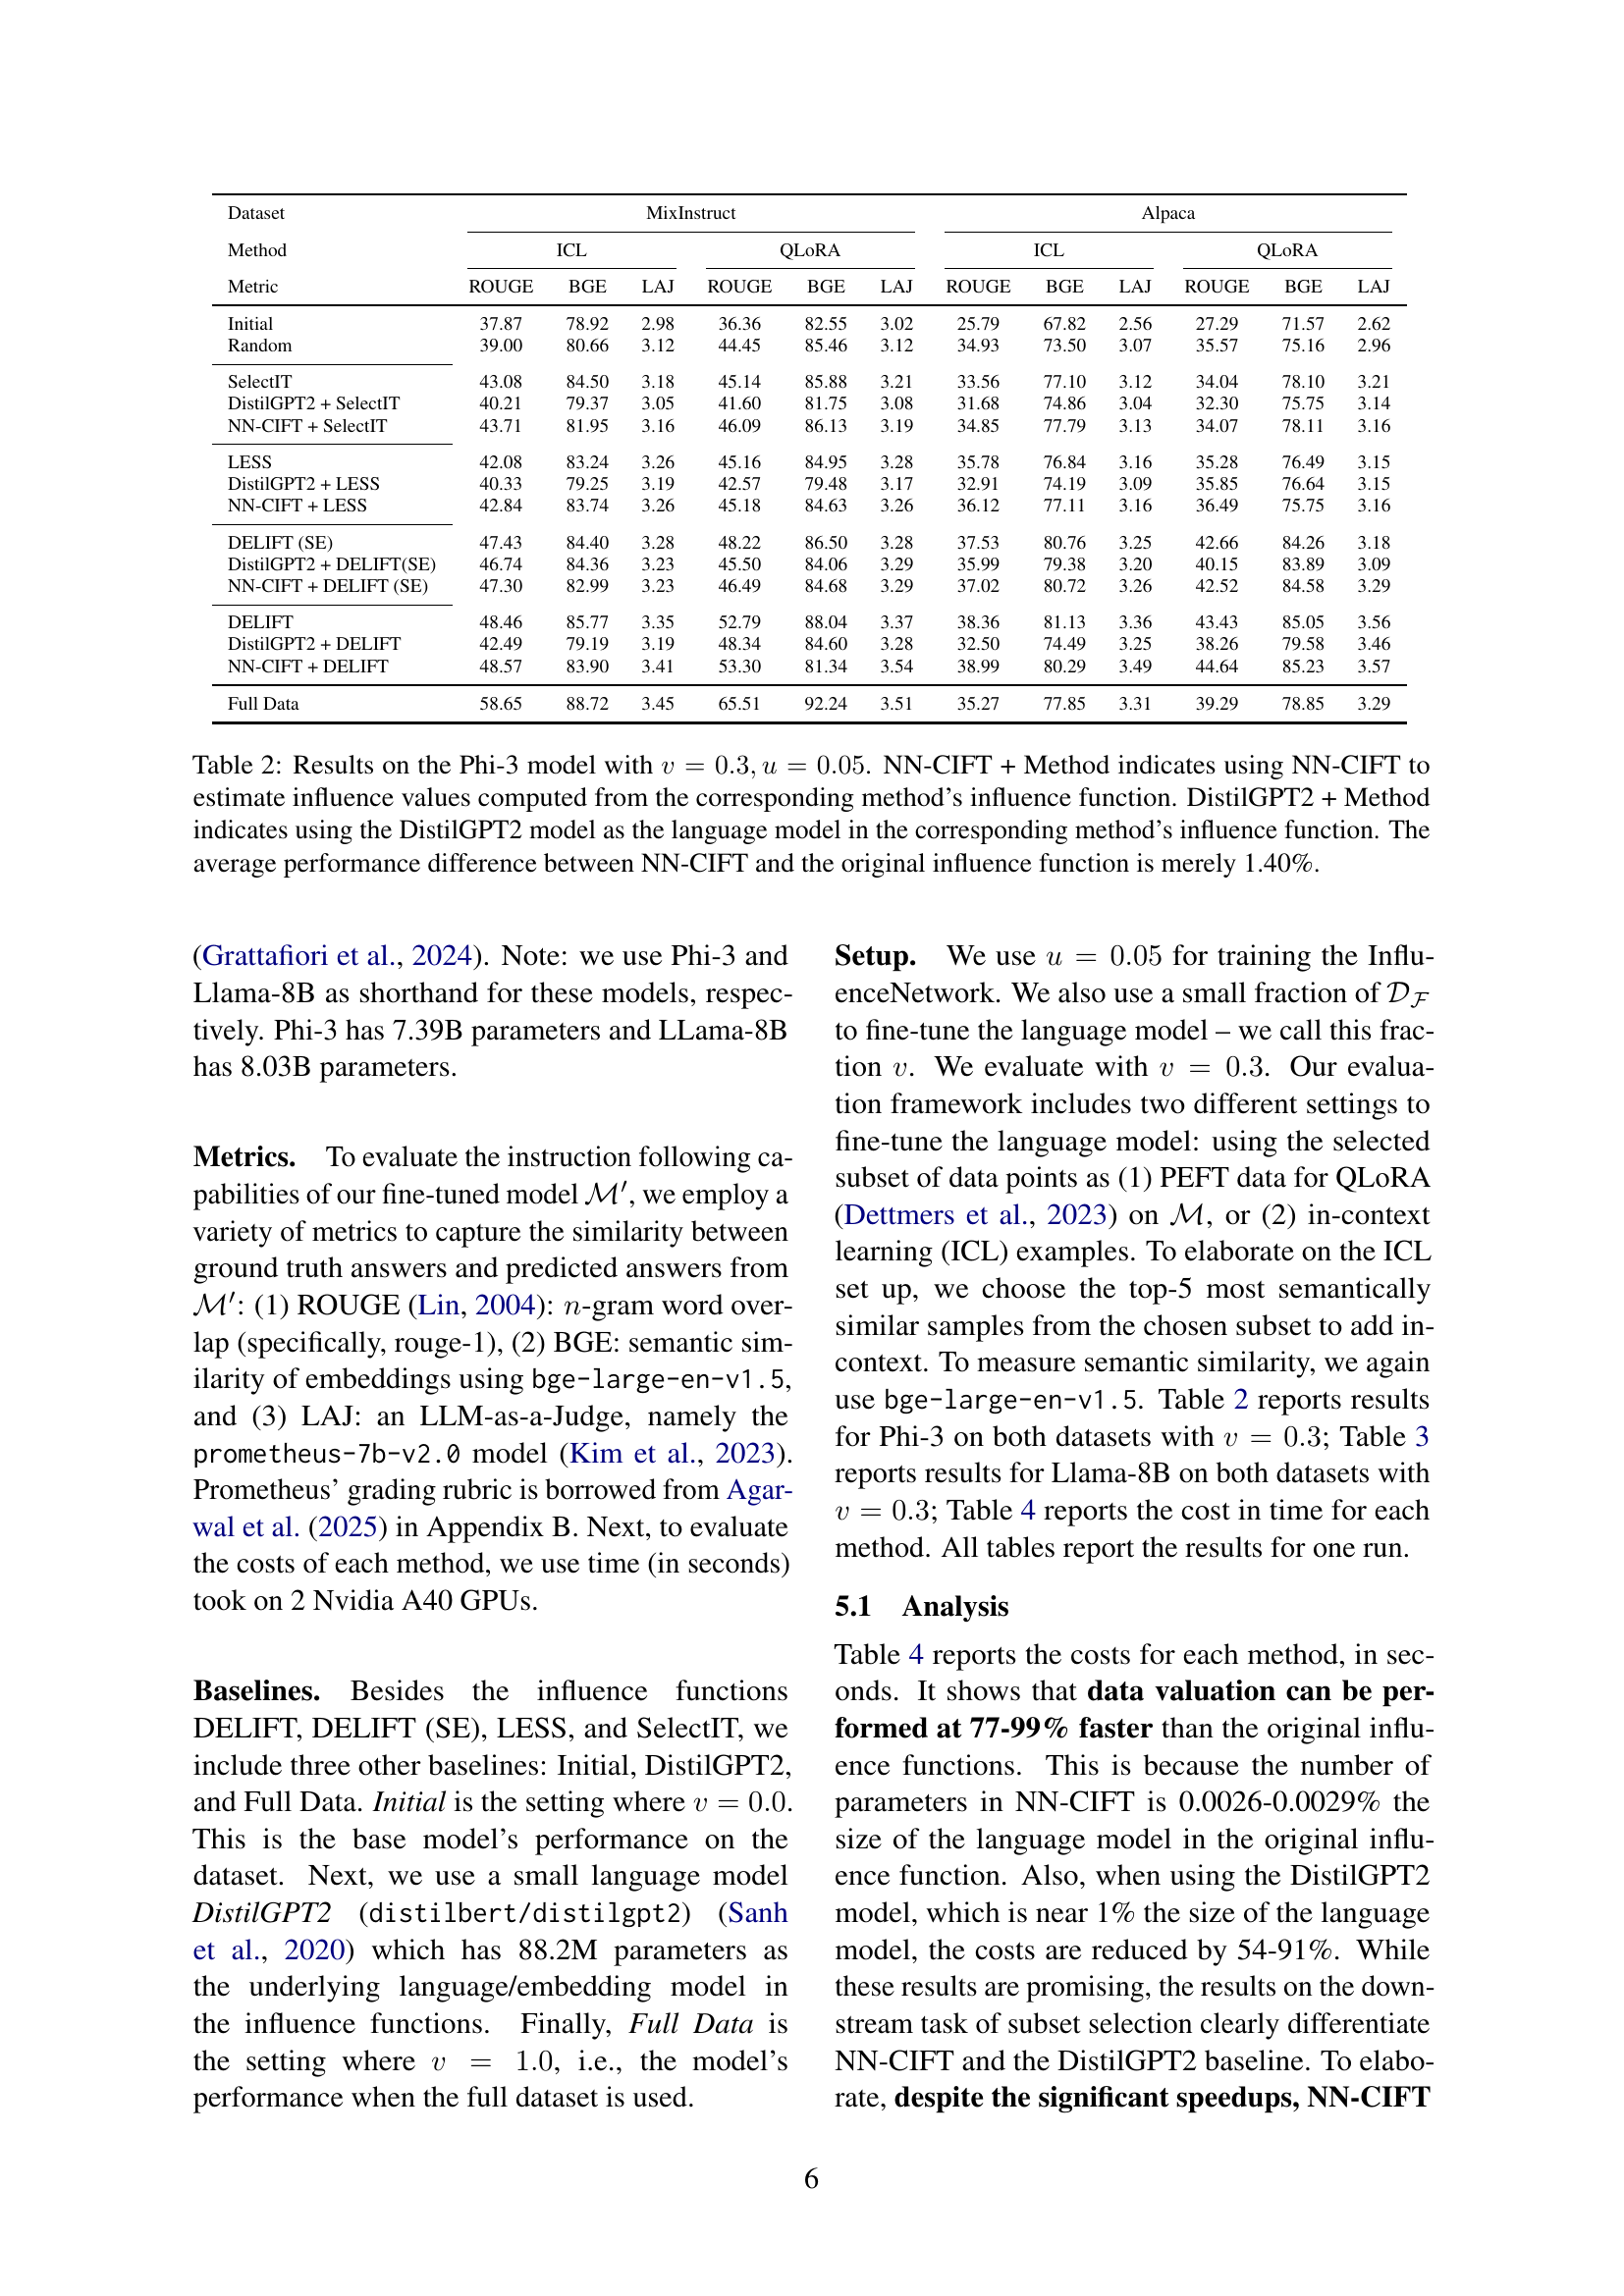 Dataset MixInstruct Alpaca
Method ICL QLoRA ICL QLoRA
Metric ROUGE BGE LAJ ROUGE BGE LAJ ROUGE BGE LAJ ROUGE BGE LAJ
Initial 37.87 78.92 2.98 36.36 82.55 3.02 25.79 67.82 2.56 27.29 71.57 2.62
Random 39.00 80.66 3.12 44.45 85.46 3.12 34.93 73.50 3.07 35.57 75.16 2.96
SelectIT 43.08 84.50 3.18 45.14 85.88 3.21 33.56 77.10 3.12 34.04 78.10 3.21
DistilGPT2 + SelectIT 40.21 79.37 3.05 41.60 81.75 3.08 31.68 74.86 3.04 32.30 75.75 3.14
NN-CIFT + SelectIT 43.71 81.95 3.16 46.09 86.13 3.19 34.85 77.79 3.13 34.07 78.11 3.16
LESS 42.08 83.24 3.26 45.16 84.95 3.28 35.78 76.84 3.16 35.28 76.49 3.15
DistilGPT2 + LESS 40.33 79.25 3.19 42.57 79.48 3.17 32.91 74.19 3.09 35.85 76.64 3.15
NN-CIFT + LESS 42.84 83.74 3.26 45.18 84.63 3.26 36.12 77.11 3.16 36.49 75.75 3.16
DELIFT (SE) 47.43 84.40 3.28 48.22 86.50 3.28 37.53 80.76 3.25 42.66 84.26 3.18
DistilGPT2 + DELIFT(SE) 46.74 84.36 3.23 45.50 84.06 3.29 35.99 79.38 3.20 40.15 83.89 3.09
NN-CIFT + DELIFT (SE) 47.30 82.99 3.23 46.49 84.68 3.29 37.02 80.72 3.26 42.52 84.58 3.29
DELIFT 48.46 85.77 3.35 52.79 88.04 3.37 38.36 81.13 3.36 43.43 85.05 3.56
DistilGPT2 + DELIFT 42.49 79.19 3.19 48.34 84.60 3.28 32.50 74.49 3.25 38.26 79.58 3.46
NN-CIFT + DELIFT 48.57 83.90 3.41 53.30 81.34 3.54 38.99 80.29 3.49 44.64 85.23 3.57
Full Data 58.65 88.72 3.45 65.51 92.24 3.51 35.27 77.85 3.31 39.29 78.85 3.29
Table 2: Results on the Phi-3 model with v = 0.3, u = 0.05. NN-CIFT + Method indicates using NN-CIFT to
estimate influence values computed from the corresponding method's influence function. DistilGPT2 + Method
indicates using the DistilGPT2 model as the language model in the corresponding method's influence function. The
average performance difference between NN-CIFT and the original influence function is merely 1.40%.
(Grattafiori et al., 2024). Note: we use Phi-3 and
Llama-8B as shorthand for these models, respec-
tively. Phi-3 has 7.39B parameters and LLama-8B
has 8.03B parameters.
Metrics. To evaluate the instruction following ca-
pabilities of our fine-tuned model M′, we employ a
variety of metrics to capture the similarity between
ground truth answers and predicted answers from
M′: (1) ROUGE (Lin, 2004): n-gram word over-
lap (specifically, rouge-1), (2) BGE: semantic sim-
ilarity of embeddings using bge-large-en-v1.5,
and (3) LAJ: an LLM-as-a-Judge, namely the
prometheus-7b-v2.0 model (Kim et al., 2023).
Prometheus' grading rubric is borrowed from Agar-
wal et al. (2025) in Appendix B. Next, to evaluate
the costs of each method, we use time (in seconds)
took on 2 Nvidia A40 GPUs.
Baselines. Besides the influence functions
DELIFT, DELIFT (SE), LESS, and SelectIT, we
include three other baselines: Initial, DistilGPT2,
and Full Data. Initial is the setting where v = 0.0.
This is the base model's performance on the
dataset. Next, we use a small language model
DistilGPT2 (distilbert/distilgpt2) (Sanh
et al., 2020) which has 88.2M parameters as
the underlying language/embedding model in
the influence functions. Finally, Full Data is
the setting where v = 1.0, i.e., the model's
performance when the full dataset is used.
Setup. We use u = 0.05 for training the Influ-
enceNetwork. We also use a small fraction of D_F
to fine-tune the language model – we call this frac-
tion v. We evaluate with v = 0.3. Our evalua-
tion framework includes two different settings to
fine-tune the language model: using the selected
subset of data points as (1) PEFT data for QLoRA
(Dettmers et al., 2023) on M, or (2) in-context
learning (ICL) examples. To elaborate on the ICL
set up, we choose the top-5 most semantically
similar samples from the chosen subset to add in-
context. To measure semantic similarity, we again
use bge-large-en-v1.5. Table 2 reports results
for Phi-3 on both datasets with v = 0.3; Table 3
reports results for Llama-8B on both datasets with
v = 0.3; Table 4 reports the cost in time for each
method. All tables report the results for one run.
5.1 Analysis
Table 4 reports the costs for each method, in sec-
onds. It shows that data valuation can be per-
formed at 77-99% faster than the original influ-
ence functions. This is because the number of
parameters in NN-CIFT is 0.0026-0.0029% the
size of the language model in the original influ-
ence function. Also, when using the DistilGPT2
model, which is near 1% the size of the language
model, the costs are reduced by 54-91%. While
these results are promising, the results on the down-
stream task of subset selection clearly differentiate
NN-CIFT and the DistilGPT2 baseline. To elabo-
rate, despite the significant speedups, NN-CIFT
6